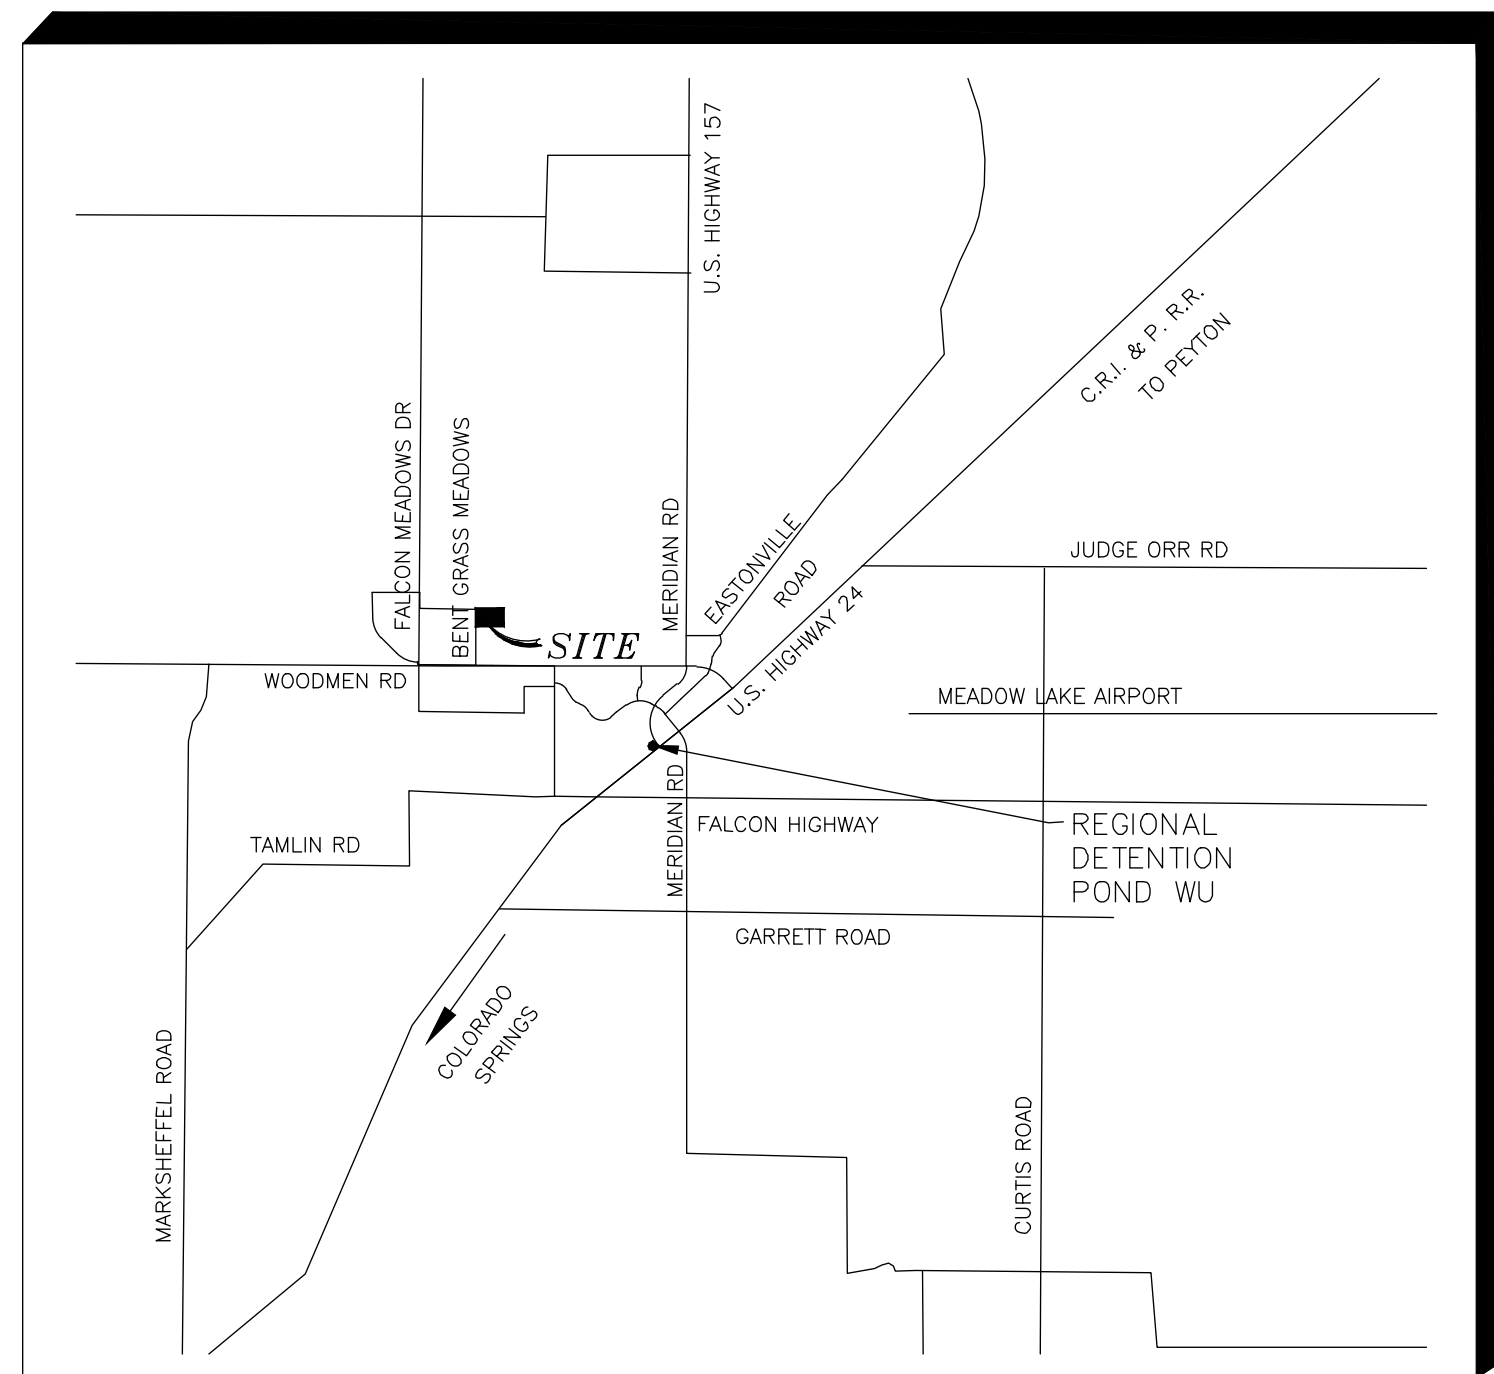 U.S. HIGHWAY 157
C.R.I. & P. R.R.
TO PEYTON
FALCON MEADOWS DR
BENT GRASS MEADOWS
MERIDIAN RD
EASTONVILLE
ROAD
JUDGE ORR RD
U.S. HIGHWAY 24
SITE
WOODMEN RD
MEADOW LAKE AIRPORT
MERIDIAN RD
FALCON HIGHWAY
REGIONAL
DETENTION
POND WU
TAMLIN RD
GARRETT ROAD
COLORADO
SPRINGS
MARKSHEFFEL ROAD
CURTIS ROAD